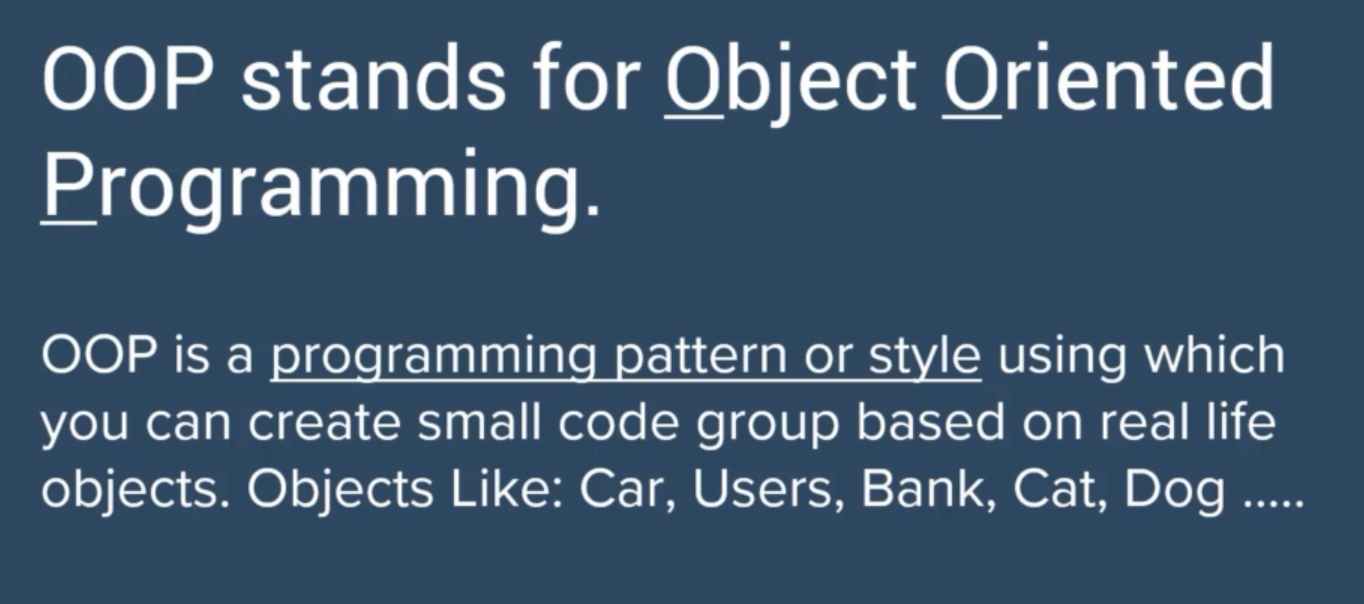 OOP stands for Object Oriented
Programming.
OOP is a programming pattern or style using which
you can create small code group based on real life
objects. Objects Like: Car, Users, Bank, Cat, Dog .....